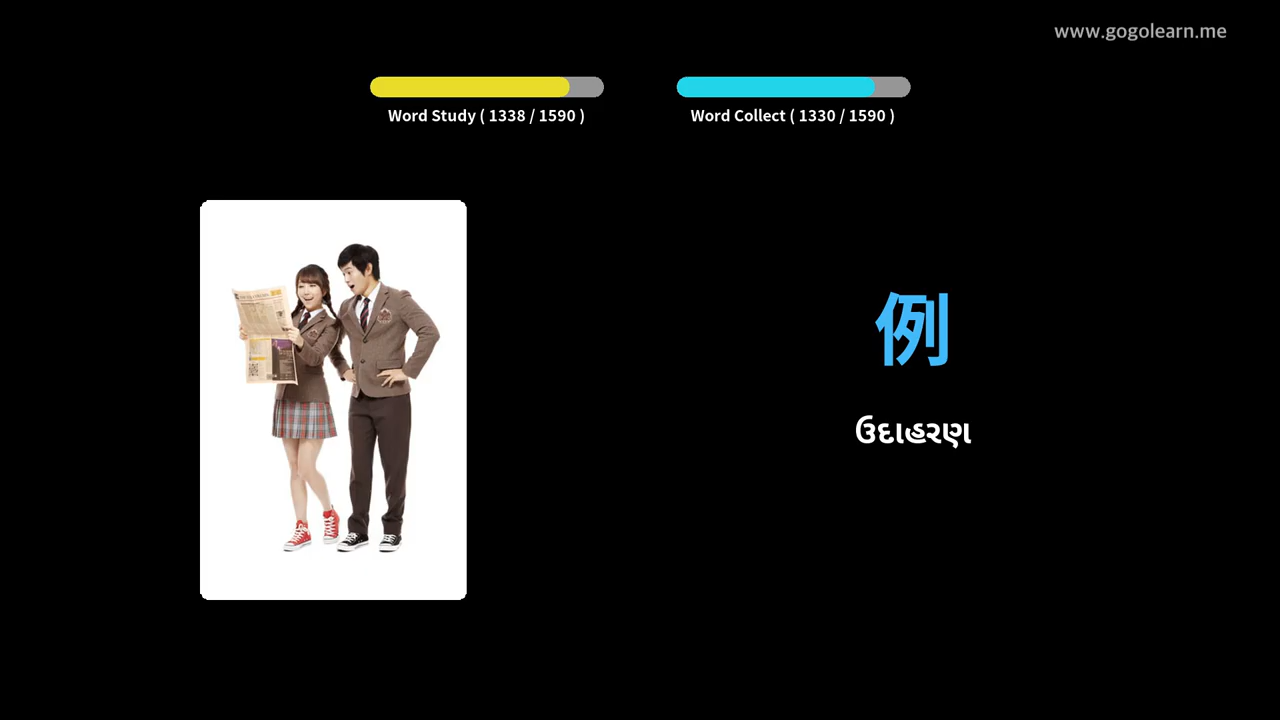 www.gogolearn.me
Word Study ( 1338 / 1590 )
Word Collect ( 1330 / 1590 )
例
ઉદાહરણ